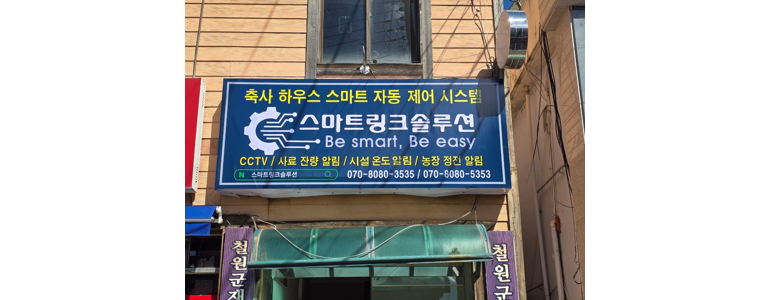 축사 하우스 스마트 자동 제어 시스템
스마트링크솔루션
Be smart, Be easy
CCTV / 사료 잔량 알림 / 시설 온도 알림 / 농장 정전 알림
N 스마트링크솔루션
070-8080-3535 / 070-8080-5353
철원군재
철원군